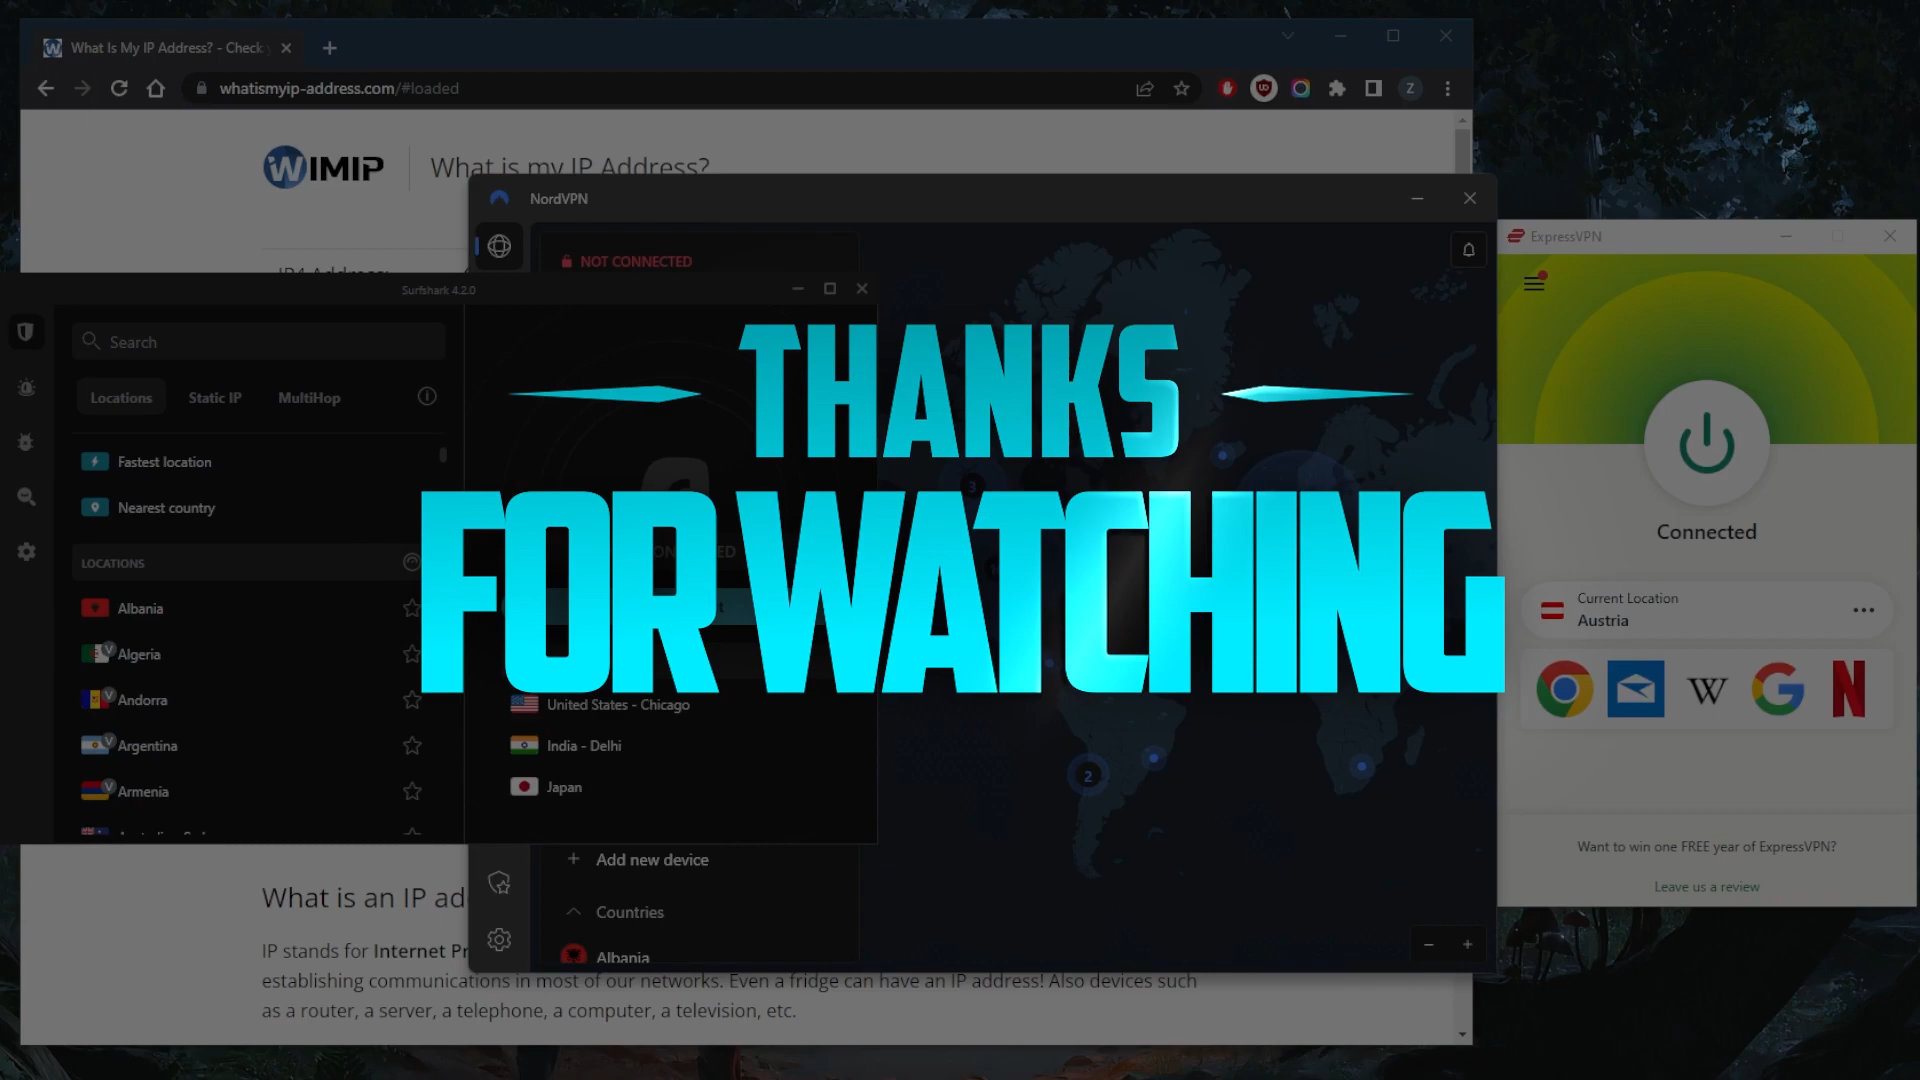 What Is My IP Address? - Check
whatismyip-address.com/#loaded
Z
WIMIP
What is my IP Address?
NordVPN
NOT CONNECTED
ExpressVPN
Surfshark 4.2.0
Search
Locations
Static IP
MultiHop
Fastest location
Nearest country
LOCATIONS
Albania
V
Algeria
V
Andorra
V
Argentina
V
Armenia
THANKS
FOR WATCHING
3
United States - Chicago
India - Delhi
Japan
2
Add new device
Countries
Albania
Connected
Current Location
Austria
W
G
N
Want to win one FREE year of ExpressVPN?
Leave us a review
What is an IP ad
IP stands for Internet Pr
establishing communications in most of our networks. Even a fridge can have an IP address! Also devices such
as a router, a server, a telephone, a computer, a television, etc.